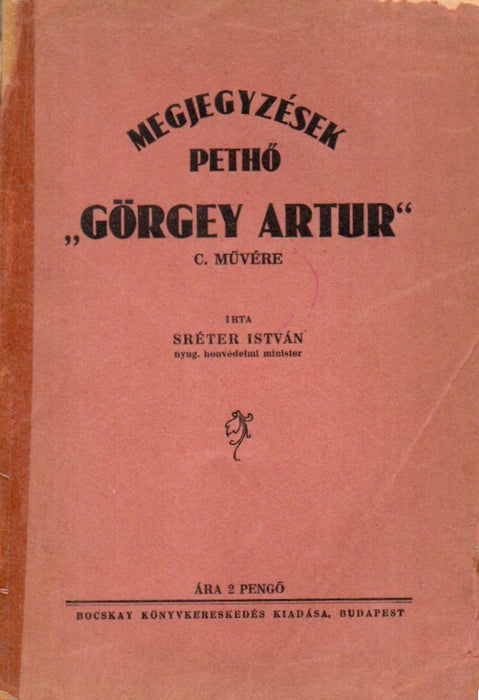 MEGJEGYZÉSEK
PETHŐ
„GÖRGEY ARTUR“
C. MŰVÉRE
IRTA
SRÉTER ISTVÁN
nyug. honvédelmi minister
ÁRA 2 PENGŐ
BOCSKAY KÖNYVKERESKEDÉS KIADÁSA, BUDAPEST